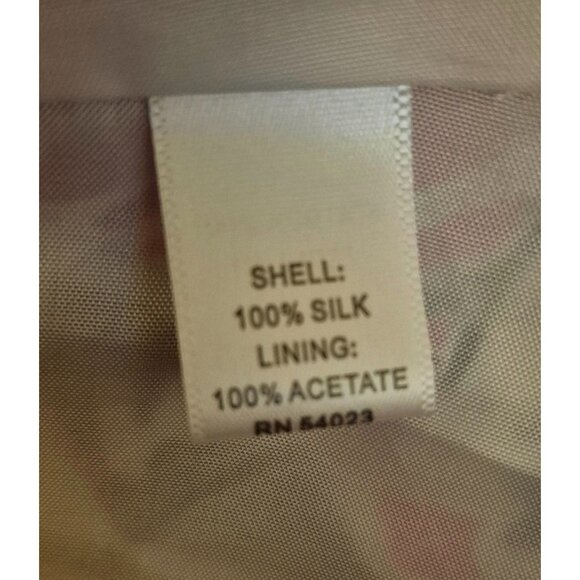 SHELL:
100% SILK
LINING:
100% ACETATE
RN 54023